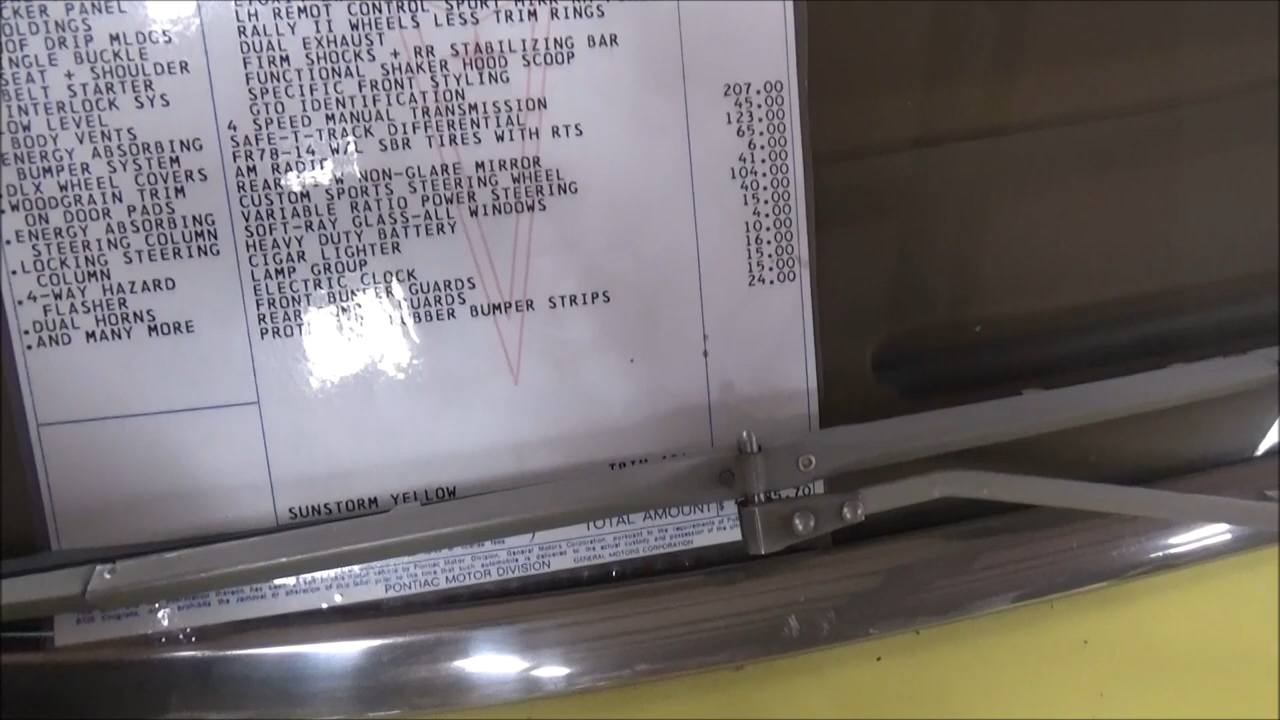 CKER PANEL
OLDINGS
OF DRIP MLDGS
NGLE BUCKLE
SEAT + SHOULDER
BELT STARTER
INTERLOCK SYS
OW LEVEL
BODY VENTS
ENERGY ABSORBING
BUMPER SYSTEM
DLX WHEEL COVERS
.WOODGRAIN TRIM
ON DOOR PADS
.ENERGY ABSORBING
STEERING COLUMN
.LOCKING STEERING
COLUMN
.4-WAY HAZARD
FLASHER
.DUAL HORNS
.AND MANY MORE
LH REMOT CONTROL SPORT
RALLY II WHEELS LESS TRIM RINGS
DUAL EXHAUST
FIRM SHOCKS + RR STABILIZING BAR
FUNCTIONAL SHAKER HOOD SCOOP
SPECIFIC FRONT STYLING
GTO IDENTIFICATION
4 SPEED MANUAL TRANSMISSION 207.00
SAFE-T-TRACK DIFFERENTIAL 45.00
FR78-14 W/L SBR TIRES WITH RTS 123.00
AM RADIO 65.00
REAR NON-GLARE MIRROR 6.00
CUSTOM SPORTS STEERING WHEEL 41.00
VARIABLE RATIO POWER STEERING 104.00
SOFT-RAY GLASS-ALL WINDOWS 40.00
HEAVY DUTY BATTERY 15.00
CIGAR LIGHTER 4.00
LAMP GROUP 10.00
ELECTRIC CLOCK 16.00
FRONT BUMPER GUARDS 15.00
REAR GUARDS 15.00
PROT RUBBER BUMPER STRIPS 24.00
SUNSTORM YELLOW
TOTAL AMOUNT $ 85.70
PONTIAC MOTOR DIVISION GENERAL MOTORS CORPORATION